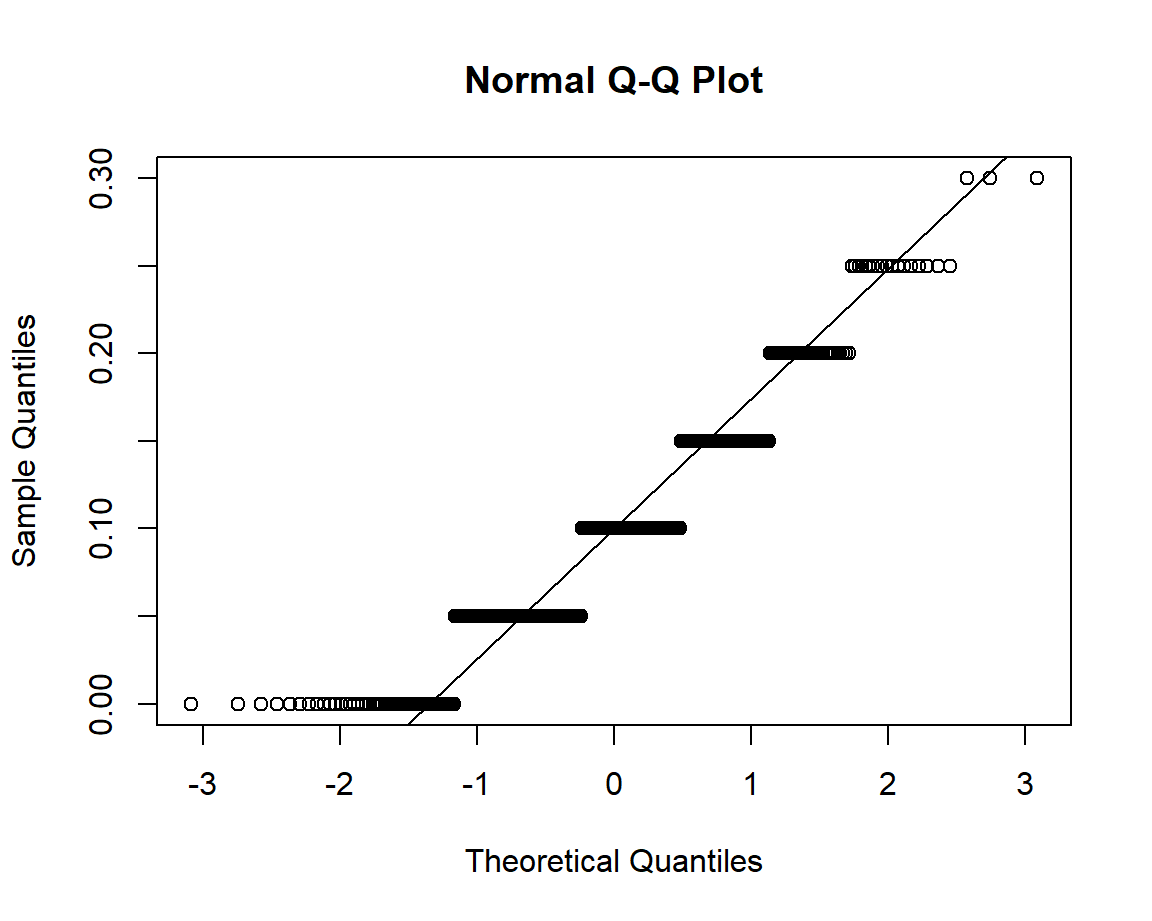 Normal Q-Q Plot
Sample Quantiles
0.30
0.20
0.10
0.00
-3 -2 -1 0 1 2 3
Theoretical Quantiles